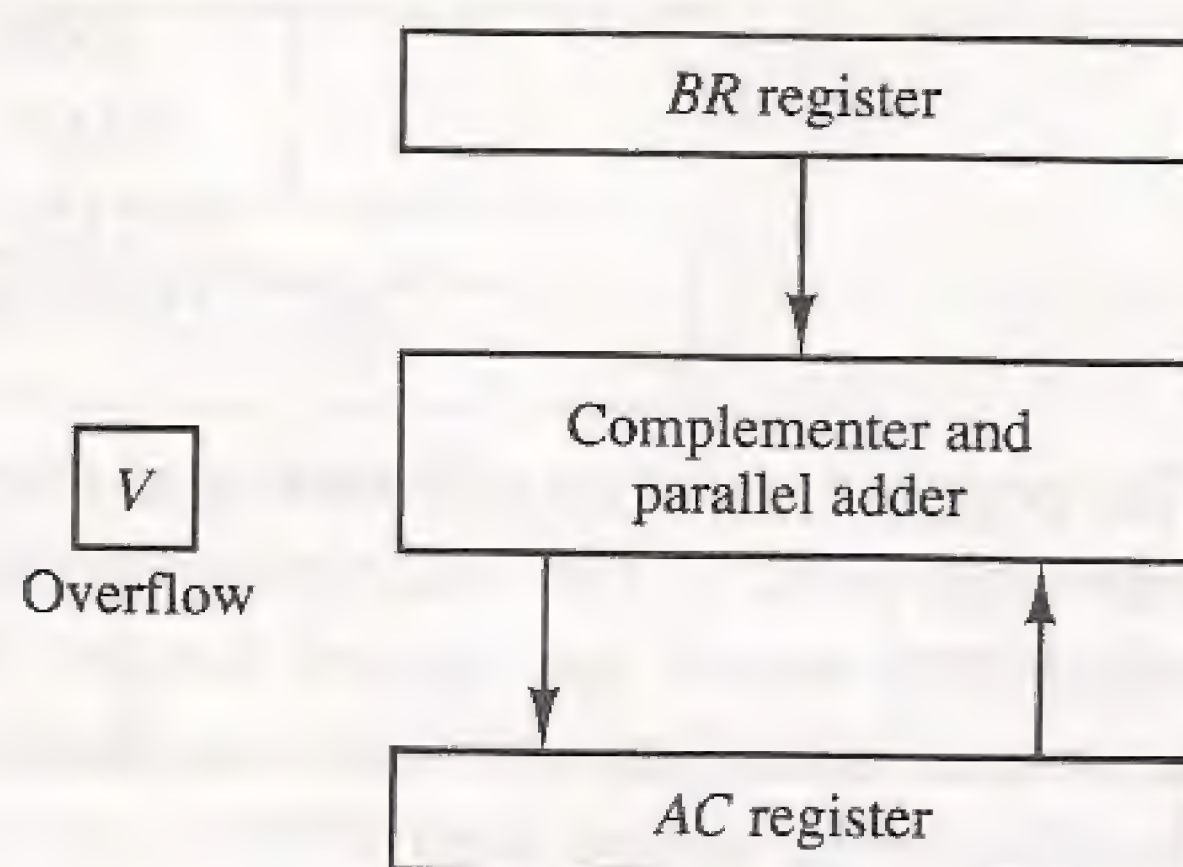 BR register
Complementer and
parallel adder
V
Overflow
AC register